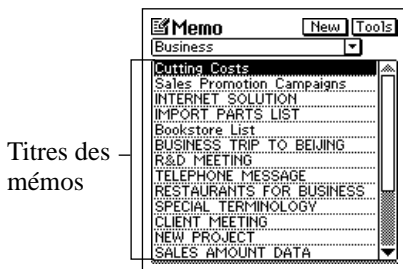 Memo New Tools
Business
Cutting Costs
Sales Promotion Campaigns
INTERNET SOLUTION
IMPORT PARTS LIST
Bookstore List
BUSINESS TRIP TO BEIJING
R&D MEETING
TELEPHONE MESSAGE
RESTAURANTS FOR BUSINESS
SPECIAL TERMINOLOGY
CLIENT MEETING
NEW PROJECT
SALES AMOUNT DATA
Titres des
mémos